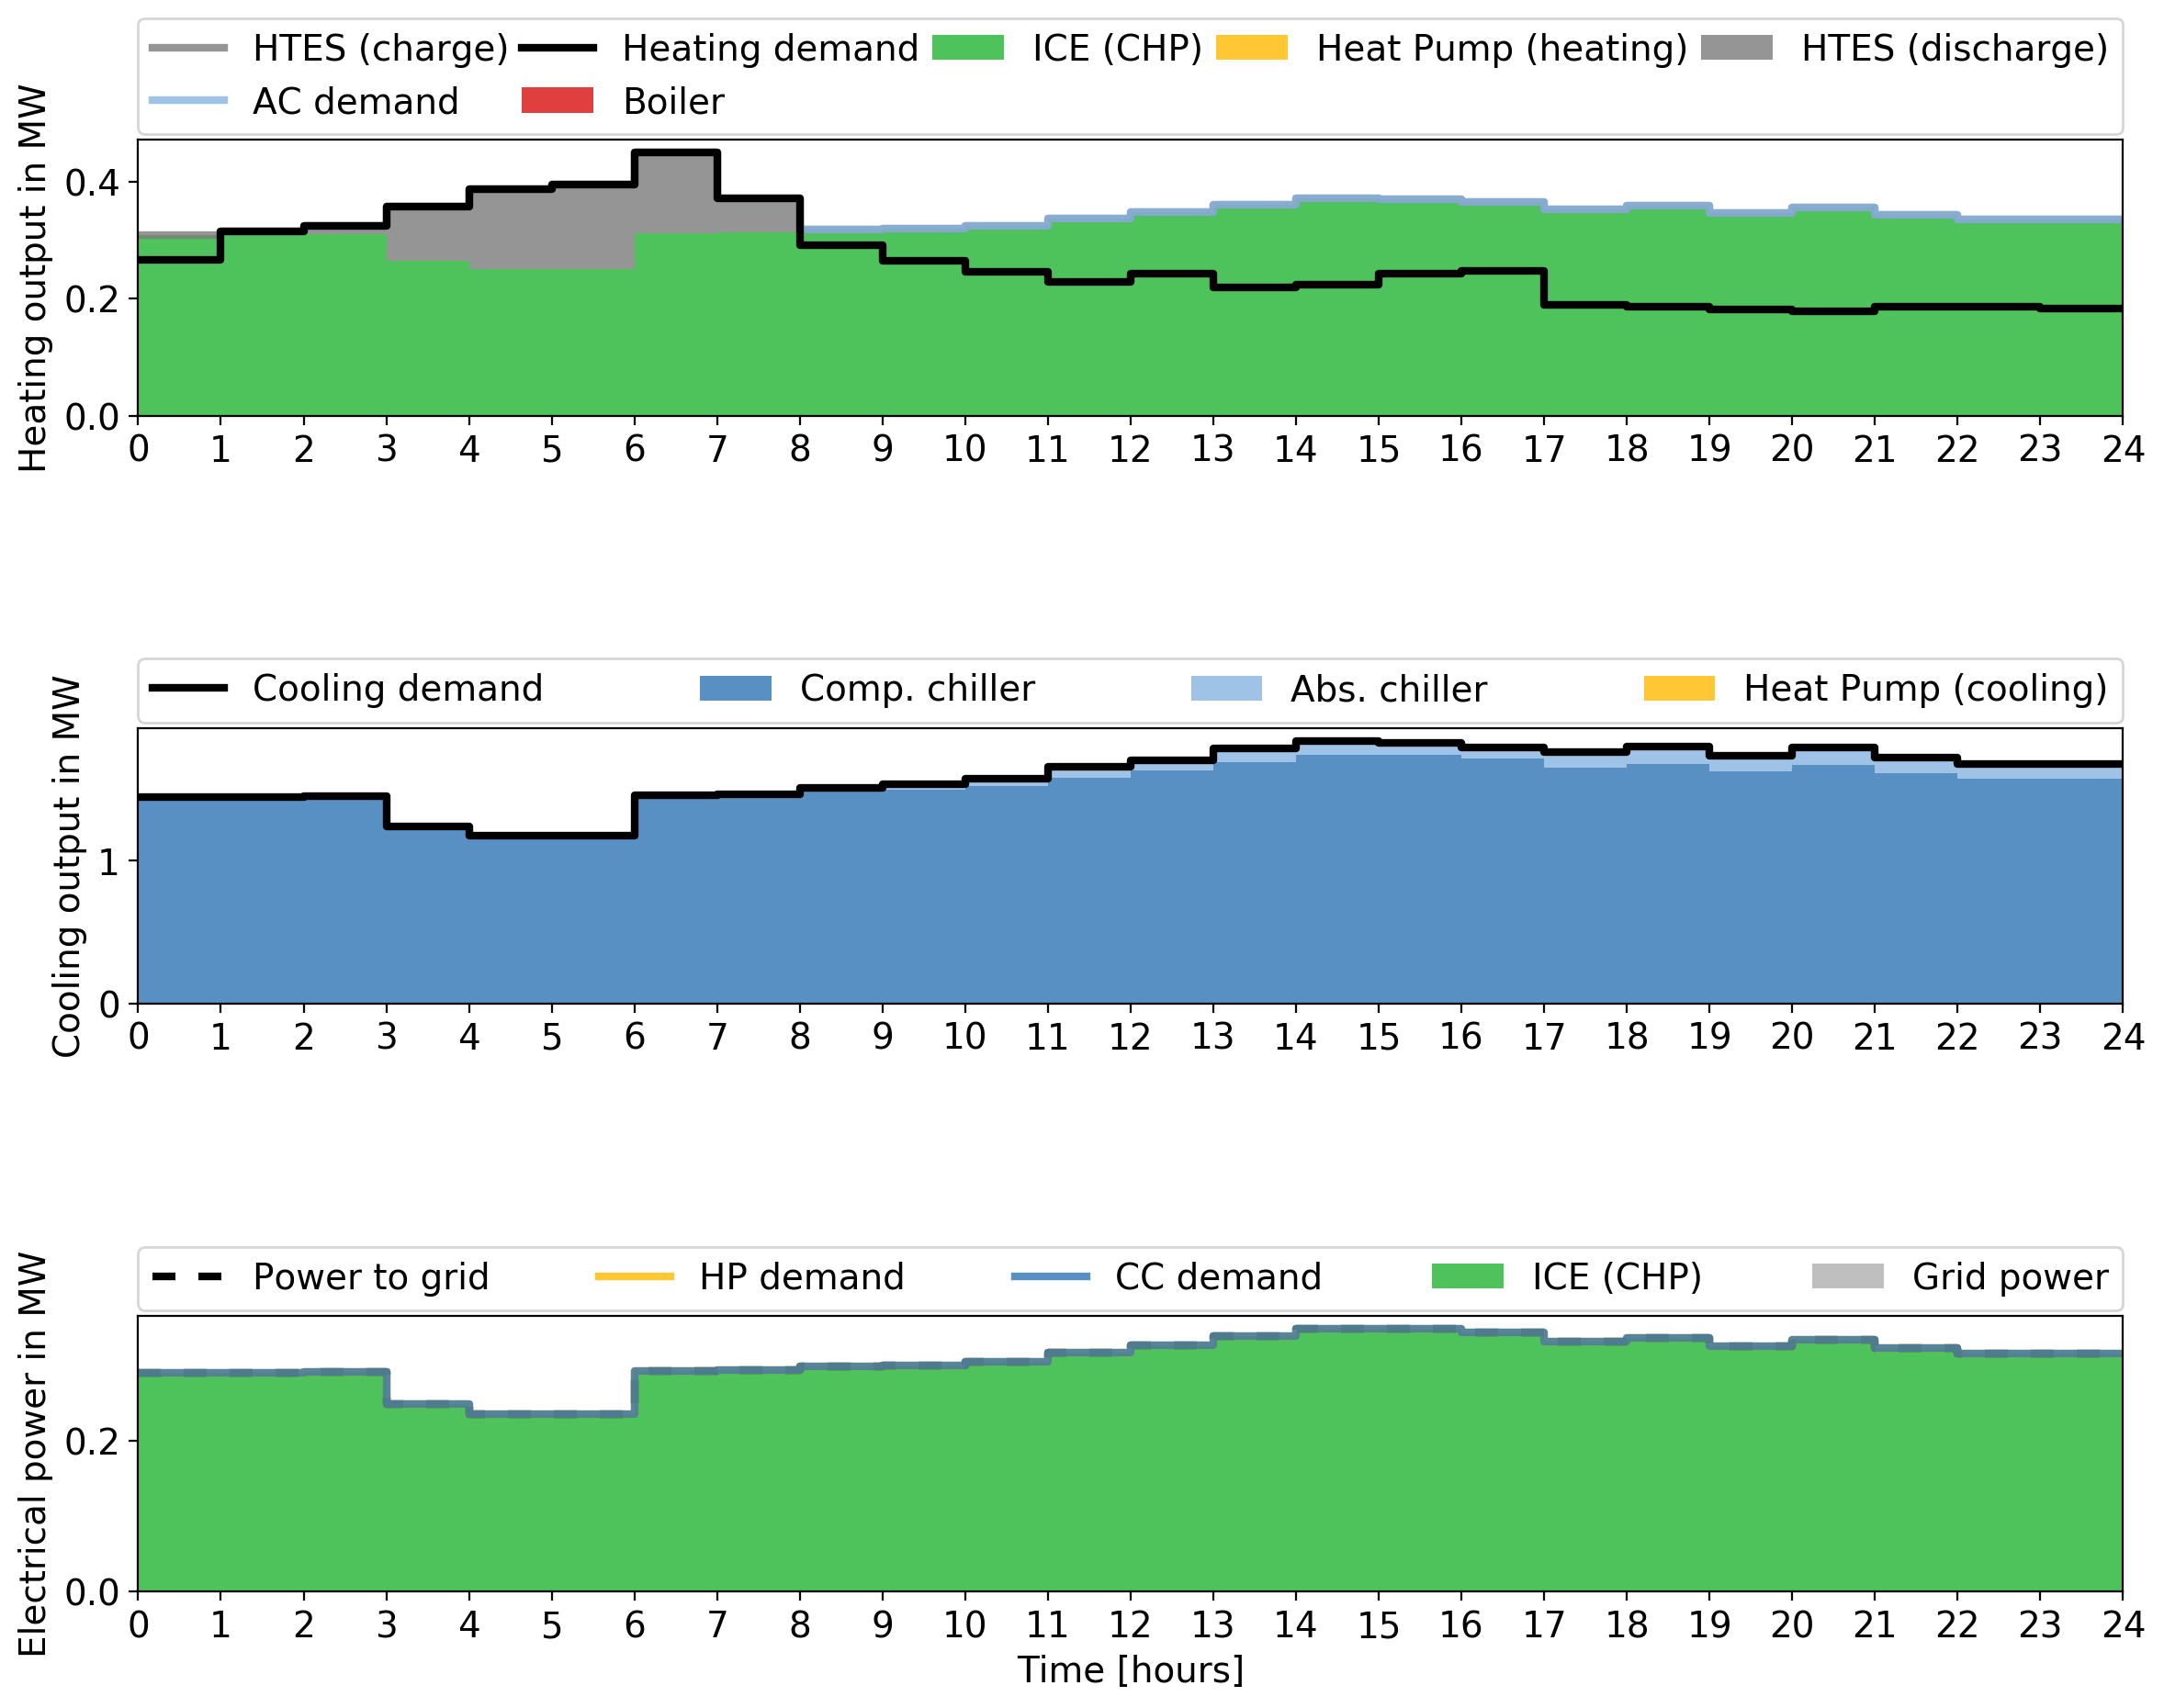 HTES (charge) Heating demand ICE (CHP) Heat Pump (heating) HTES (discharge)
AC demand Boiler
Heating output in MW
0.4
0.2
0.0
0 1 2 3 4 5 6 7 8 9 10 11 12 13 14 15 16 17 18 19 20 21 22 23 24
Cooling demand Comp. chiller Abs. chiller Heat Pump (cooling)
Cooling output in MW
1
0
0 1 2 3 4 5 6 7 8 9 10 11 12 13 14 15 16 17 18 19 20 21 22 23 24
Power to grid HP demand CC demand ICE (CHP) Grid power
Electrical power in MW
0.2
0.0
0 1 2 3 4 5 6 7 8 9 10 11 12 13 14 15 16 17 18 19 20 21 22 23 24
Time [hours]